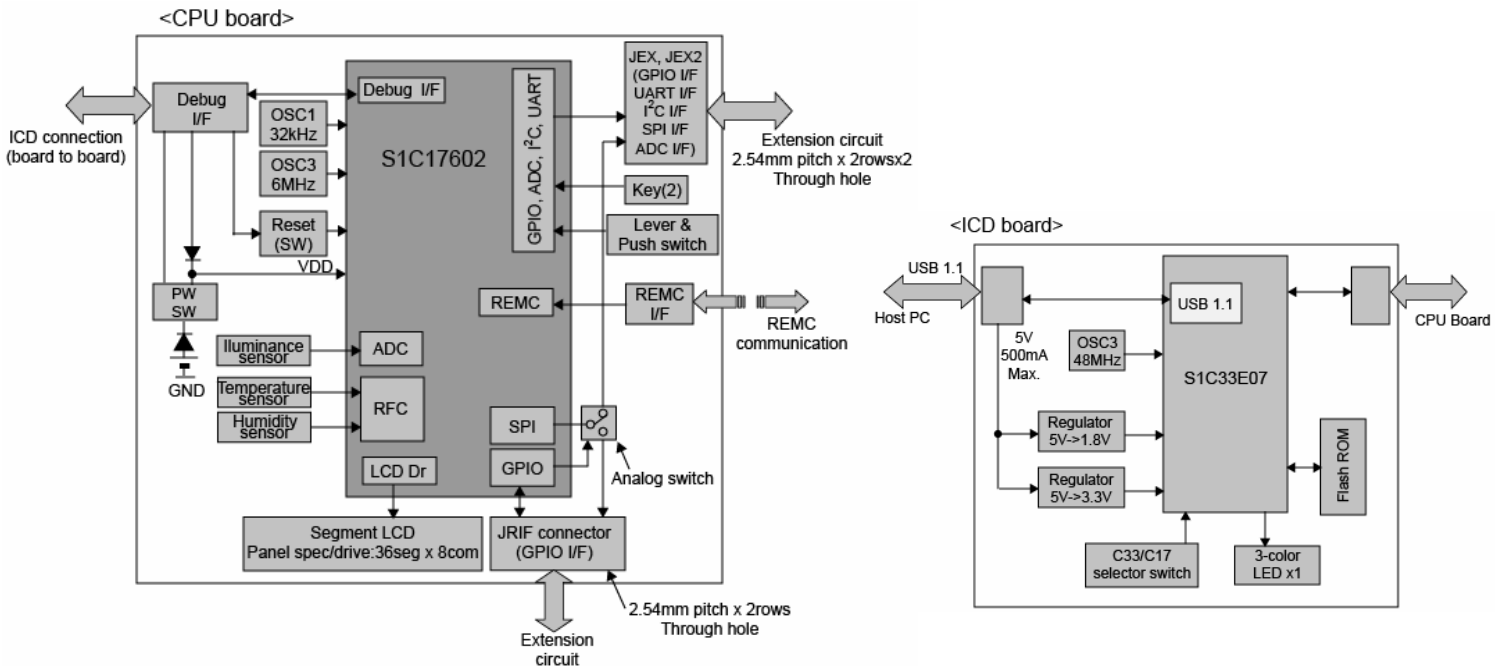 <CPU board>
Debug
I/F
ICD connection
(board to board)
OSC1
32kHz
OSC3
6MHz
Reset
(SW)
VDD
PW
SW
GND
Iluminance
sensor
Temperature
sensor
Humidity
sensor
Debug I/F
S1C17602
GPIO, ADC, I²C, UART
REMC
ADC
RFC
SPI
GPIO
LCD Dr
JEX, JEX2
(GPIO I/F
UART I/F
I²C I/F
SPI I/F
ADC I/F)
Extension circuit
2.54mm pitch x 2rowsx2
Through hole
Key(2)
Lever &
Push switch
REMC
I/F
REMC
communication
Analog switch
Segment LCD
Panel spec/drive:36seg x 8com
JRIF connector
(GPIO I/F)
2.54mm pitch x 2rows
Through hole
Extension
circuit
<ICD board>
USB 1.1
Host PC
5V
500mA
Max.
USB 1.1
OSC3
48MHz
S1C33E07
CPU Board
Regulator
5V->1.8V
Regulator
5V->3.3V
Flash ROM
C33/C17
selector switch
3-color
LED x1